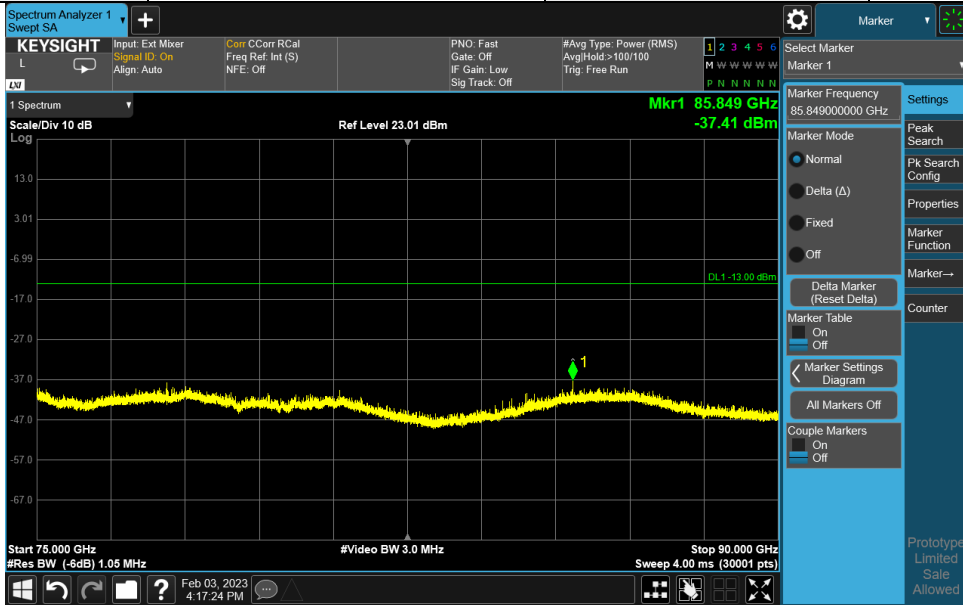 Spectrum Analyzer 1
Swept SA
Marker
KEYSIGHT
L
LXI
Input: Ext Mixer
Signal ID: On
Align: Auto
Corr CCorr RCal
Freq Ref: Int (S)
NFE: Off
PNO: Fast
Gate: Off
IF Gain: Low
Sig Track: Off
#Avg Type: Power (RMS)
Avg|Hold:>100/100
Trig: Free Run
1 2 3 4 5 6
M W W W W W
P N N N N N
Select Marker
Marker 1
1 Spectrum
Mkr1 85.849 GHz
-37.41 dBm
Scale/Div 10 dB
Ref Level 23.01 dBm
Log
13.0
3.01
-6.99
-17.0
-27.0
-37.0
-47.0
-57.0
-67.0
DL1 -13.00 dBm
1
Start 75.000 GHz
#Video BW 3.0 MHz
Stop 90.000 GHz
#Res BW (-6dB) 1.05 MHz
Sweep 4.00 ms (30001 pts)
Marker Frequency
85.849000000 GHz
Marker Mode
Normal
Delta (Δ)
Fixed
Off
Delta Marker
(Reset Delta)
Marker Table
On
Off
Marker Settings
Diagram
All Markers Off
Couple Markers
On
Off
Settings
Peak
Search
Pk Search
Config
Properties
Marker
Function
Marker→
Counter
Prototype
Limited
Sale
Allowed
?
Feb 03, 2023
4:17:24 PM